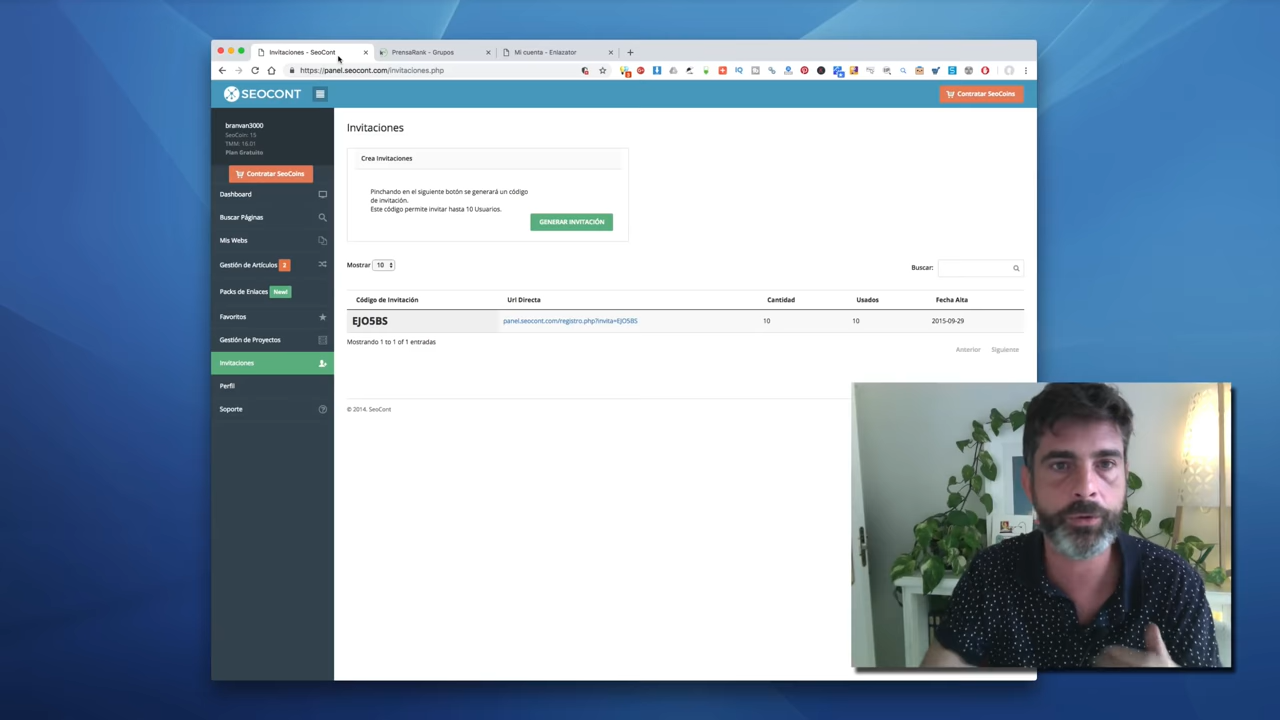 Invitaciones - SeoCont
PrensaRank - Grupos
Mi cuenta - Enlazator
https://panel.seocont.com/invitaciones.php
SEOCONT
Contratar SeoCoins
branvan3000
SeoCoin: 15
TMM: 16.01
Plan Gratuito
Contratar SeoCoins
Dashboard
Buscar Páginas
Mis Webs
Gestión de Artículos
Packs de Enlaces New!
Favoritos
Gestión de Proyectos
Invitaciones
Perfil
Soporte
Invitaciones
Crea Invitaciones
Pinchando en el siguiente botón se generará un código
de invitación.
Este código permite invitar hasta 10 Usuarios.
GENERAR INVITACIÓN
Mostrar 10
Buscar:
Código de Invitación Url Directa Cantidad Usados Fecha Alta
EJO5BS panel.seocont.com/registro.php?invita=EJO5BS 10 10 2015-09-29
Mostrando 1 to 1 of 1 entradas
Anterior Siguiente
© 2014. SeoCont